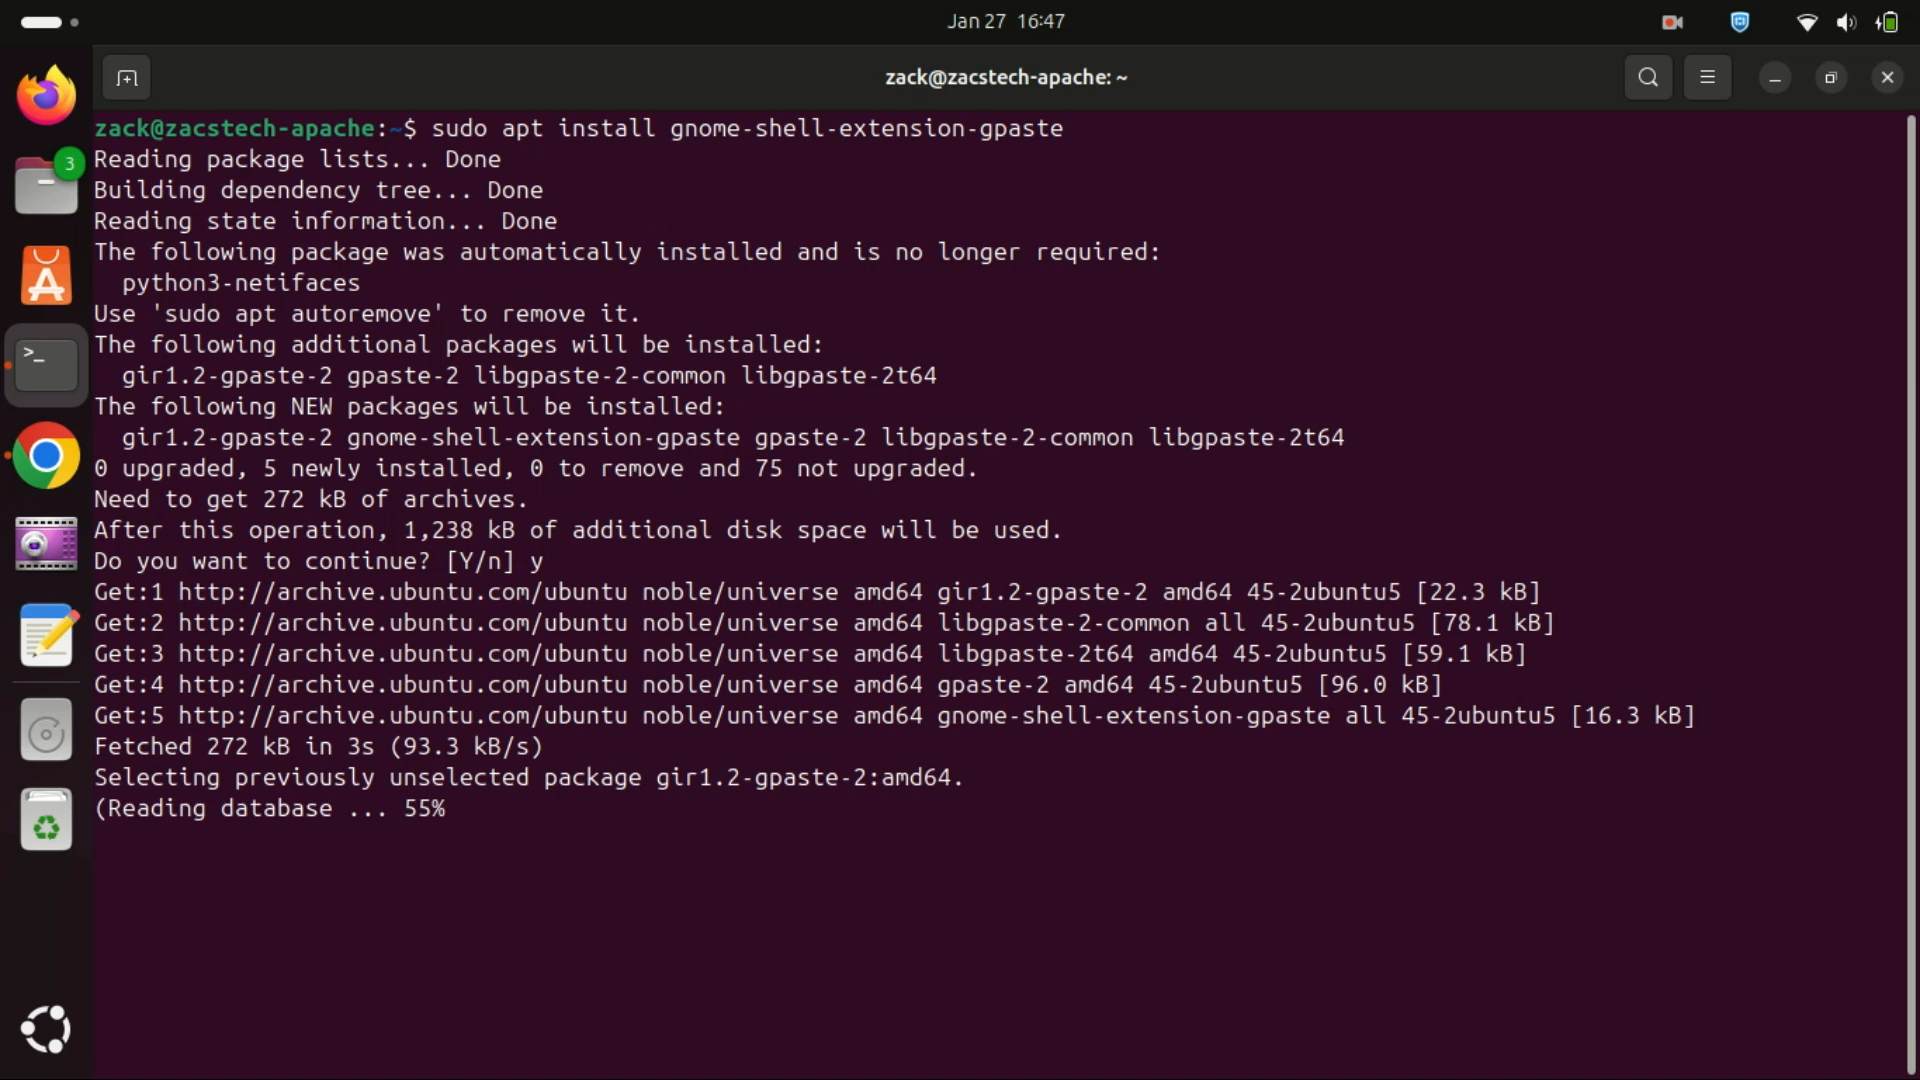 Jan 27 16:47
zack@zacstech-apache: ~
3
zack@zacstech-apache:~$ sudo apt install gnome-shell-extension-gpaste
Reading package lists... Done
Building dependency tree... Done
Reading state information... Done
The following package was automatically installed and is no longer required:
  python3-netifaces
Use 'sudo apt autoremove' to remove it.
The following additional packages will be installed:
  gir1.2-gpaste-2 gpaste-2 libgpaste-2-common libgpaste-2t64
The following NEW packages will be installed:
  gir1.2-gpaste-2 gnome-shell-extension-gpaste gpaste-2 libgpaste-2-common libgpaste-2t64
0 upgraded, 5 newly installed, 0 to remove and 75 not upgraded.
Need to get 272 kB of archives.
After this operation, 1,238 kB of additional disk space will be used.
Do you want to continue? [Y/n] y
Get:1 http://archive.ubuntu.com/ubuntu noble/universe amd64 gir1.2-gpaste-2 amd64 45-2ubuntu5 [22.3 kB]
Get:2 http://archive.ubuntu.com/ubuntu noble/universe amd64 libgpaste-2-common all 45-2ubuntu5 [78.1 kB]
Get:3 http://archive.ubuntu.com/ubuntu noble/universe amd64 libgpaste-2t64 amd64 45-2ubuntu5 [59.1 kB]
Get:4 http://archive.ubuntu.com/ubuntu noble/universe amd64 gpaste-2 amd64 45-2ubuntu5 [96.0 kB]
Get:5 http://archive.ubuntu.com/ubuntu noble/universe amd64 gnome-shell-extension-gpaste all 45-2ubuntu5 [16.3 kB]
Fetched 272 kB in 3s (93.3 kB/s)
Selecting previously unselected package gir1.2-gpaste-2:amd64.
(Reading database ... 55%